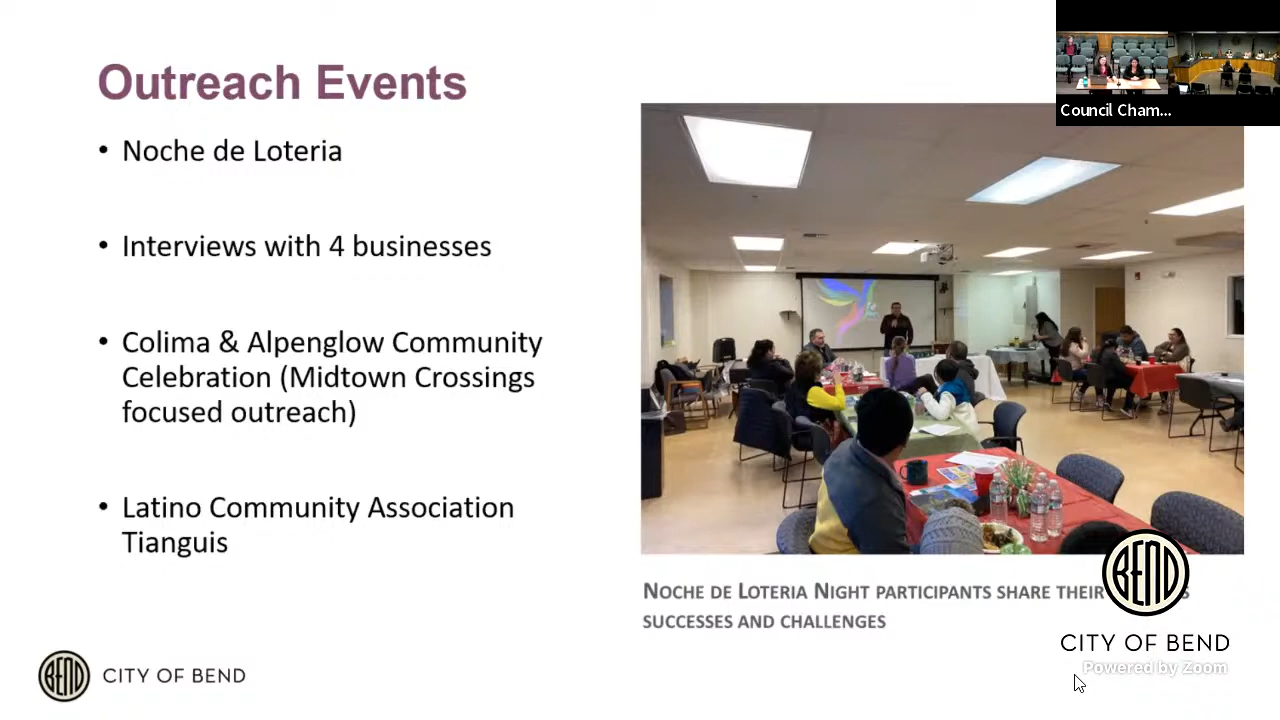 Outreach Events
Council Cham...
• Noche de Loteria
• Interviews with 4 businesses
• Colima & Alpenglow Community
Celebration (Midtown Crossings
focused outreach)
• Latino Community Association
Tianguis
NOCHE DE LOTERIA NIGHT PARTICIPANTS SHARE THEIR
SUCCESSES AND CHALLENGES
BEND
CITY OF BEND
Powered by Zoom
BEND
CITY OF BEND